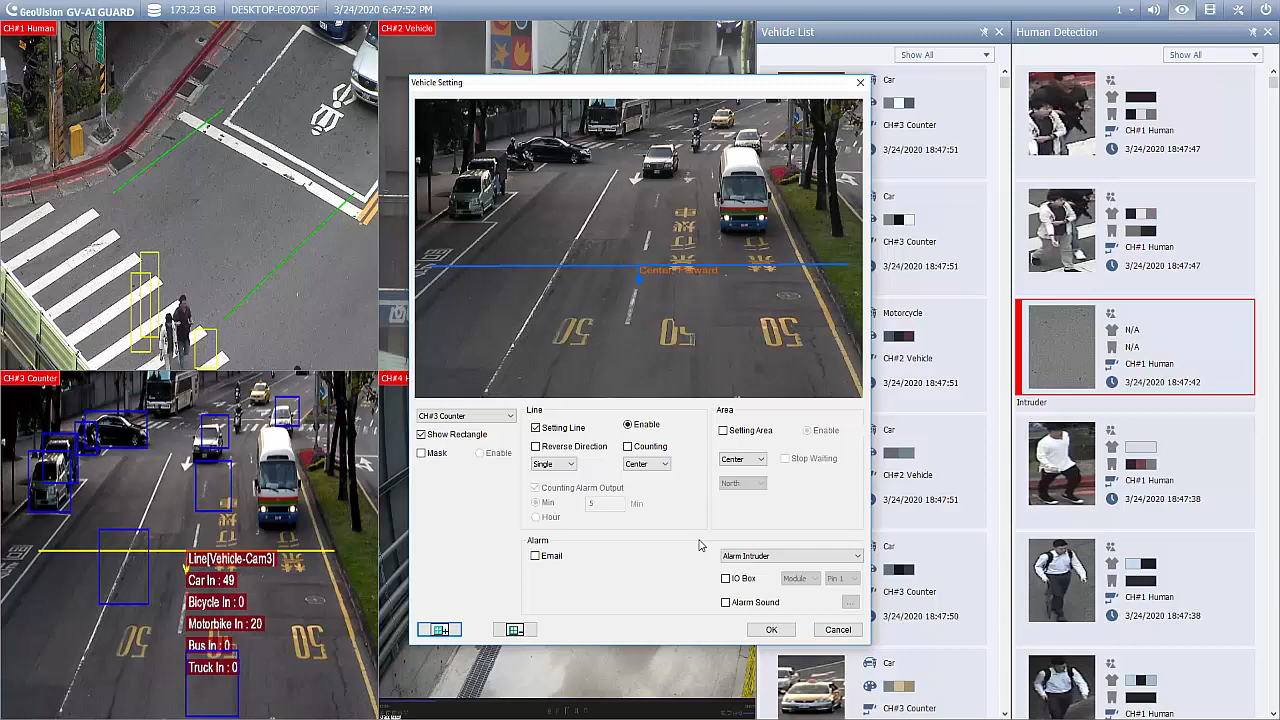 GeoVision GV-AI GUARD 173.23 GB DESKTOP-EO87O5F 3/24/2020 6:47:52 PM 1
CH#1 Human
CH#2 Vehicle
CH#3 Counter
CH#4
Line[Vehicle-Cam3]
Car In : 49
Bicycle In : 0
Motorbike In : 20
Bus In : 0
Truck In : 0
50
50
50
Vehicle Setting
Center, Forward
50
50
50
CH#3 Counter
Show Rectangle
Mask
Enable
Line
Setting Line
Enable
Reverse Direction
Counting
Single
Center
Counting Alarm Output
Min
5
Min
Hour
Area
Setting Area
Enable
Center
Stop Waiting
North
Alarm
Email
Alarm Intruder
IO Box
Module
Pin 1
Alarm Sound
...
OK
Cancel
Vehicle List
Show All
CH#3 Counter
3/24/2020 18:47:51
Car
CH#3 Counter
3/24/2020 18:47:51
Motorcycle
CH#2 Vehicle
3/24/2020 18:47:51
Car
CH#2 Vehicle
3/24/2020 18:47:51
Car
CH#3 Counter
3/24/2020 18:47:50
Car
CH#3 Counter
Human Detection
Show All
CH#1 Human
3/24/2020 18:47:47
CH#1 Human
3/24/2020 18:47:47
N/A
N/A
CH#1 Human
3/24/2020 18:47:42
Intruder
CH#1 Human
3/24/2020 18:47:38
CH#1 Human
3/24/2020 18:47:38
CH#1 Human